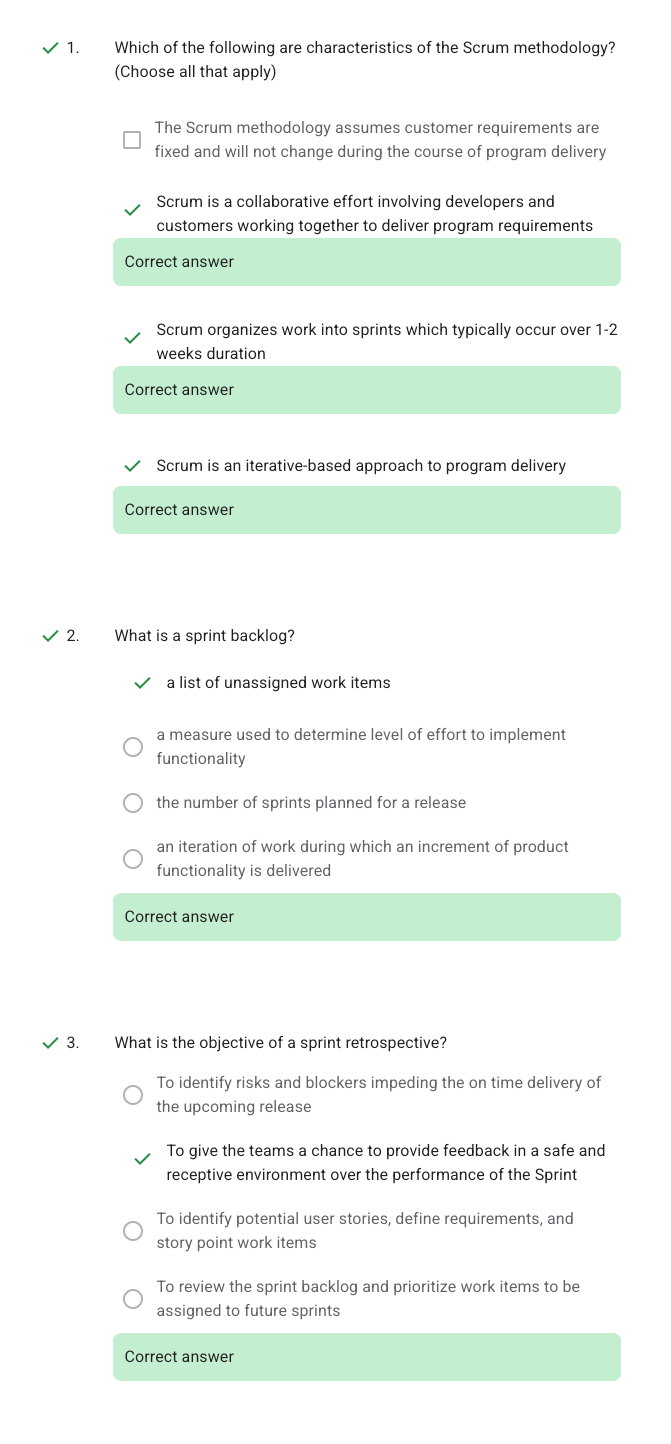 1. Which of the following are characteristics of the Scrum methodology?
(Choose all that apply)
The Scrum methodology assumes customer requirements are
fixed and will not change during the course of program delivery
Scrum is a collaborative effort involving developers and
customers working together to deliver program requirements
Correct answer
Scrum organizes work into sprints which typically occur over 1-2
weeks duration
Correct answer
Scrum is an iterative-based approach to program delivery
Correct answer
2. What is a sprint backlog?
a list of unassigned work items
a measure used to determine level of effort to implement
functionality
the number of sprints planned for a release
an iteration of work during which an increment of product
functionality is delivered
Correct answer
3. What is the objective of a sprint retrospective?
To identify risks and blockers impeding the on time delivery of
the upcoming release
To give the teams a chance to provide feedback in a safe and
receptive environment over the performance of the Sprint
To identify potential user stories, define requirements, and
story point work items
To review the sprint backlog and prioritize work items to be
assigned to future sprints
Correct answer